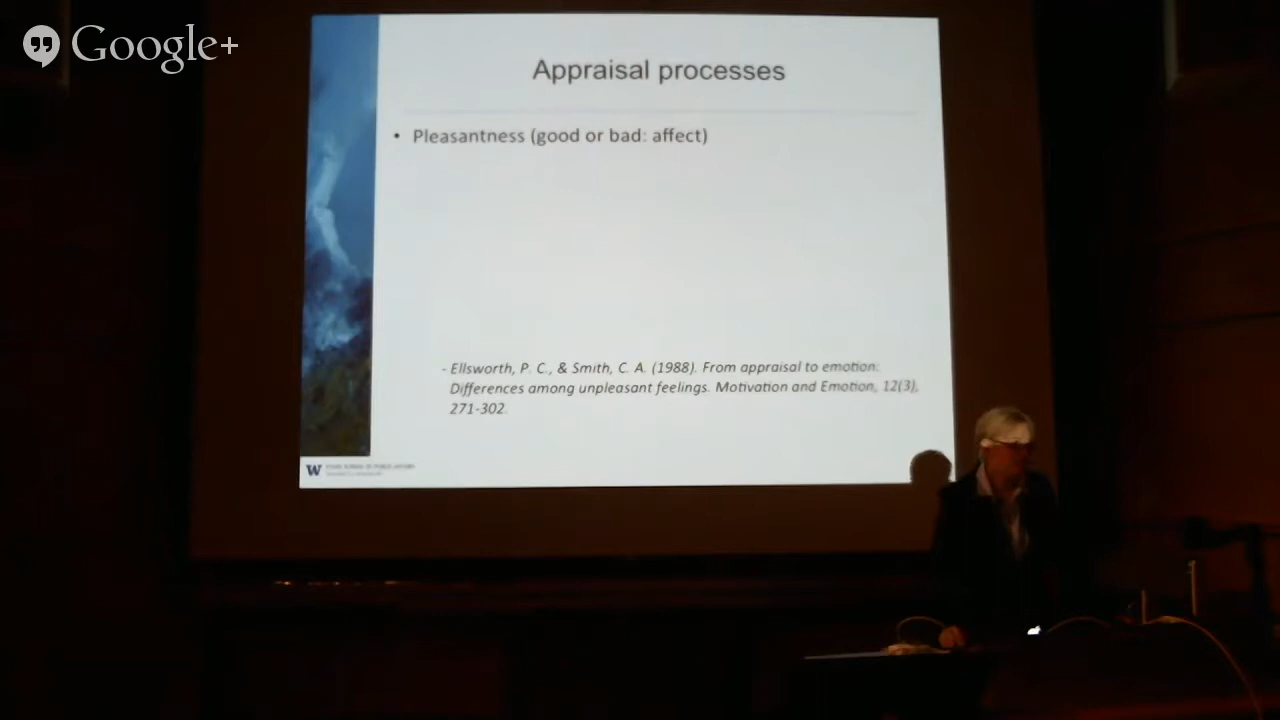 Google+
Appraisal processes
• Pleasantness (good or bad: affect)
- Ellsworth, P. C., & Smith, C. A. (1988). From appraisal to emotion:
Differences among unpleasant feelings. Motivation and Emotion, 12(3),
271-302.
W